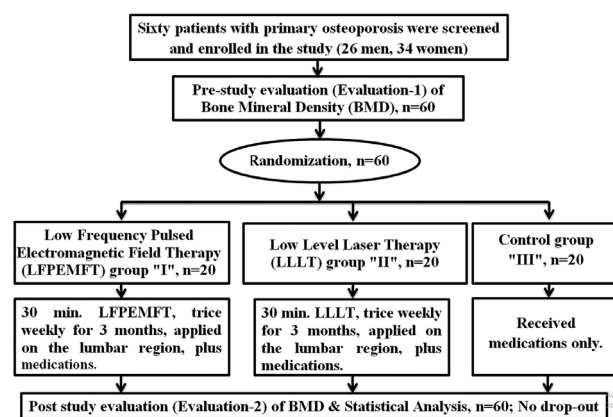 Sixty patients with primary osteoporosis were screened
and enrolled in the study (26 men, 34 women)
Pre-study evaluation (Evaluation-1) of
Bone Mineral Density (BMD), n=60
Randomization, n=60
Low Frequency Pulsed
Electromagnetic Field Therapy
(LFPEMFT) group "I", n=20
Low Level Laser Therapy
(LLLT) group "II", n=20
Control group
"III", n=20
30 min. LFPEMFT, trice
weekly for 3 months, applied
on the lumbar region, plus
medications.
30 min. LLLT, trice weekly
for 3 months, applied on
the lumbar region, plus
medications.
Received
medications only.
Post study evaluation (Evaluation-2) of BMD & Statistical Analysis, n=60; No drop-out